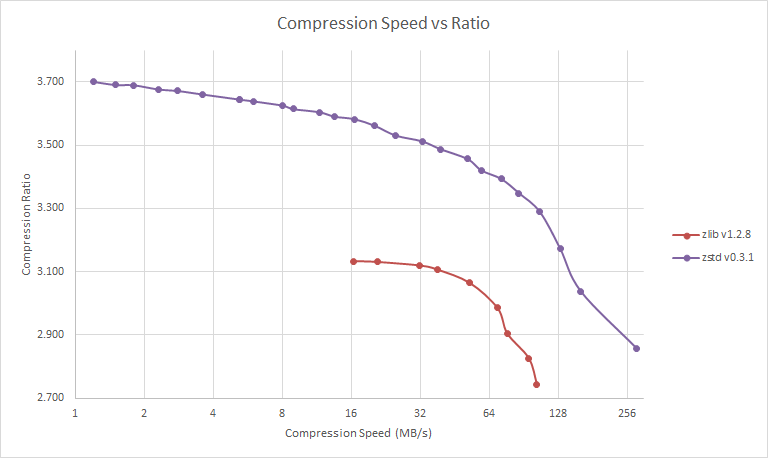 Compression Speed vs Ratio
3.700
3.500
3.300
3.100
2.900
2.700
Compression Ratio
1 2 4 8 16 32 64 128 256
Compression Speed (MB/s)
zlib v1.2.8
zstd v0.3.1